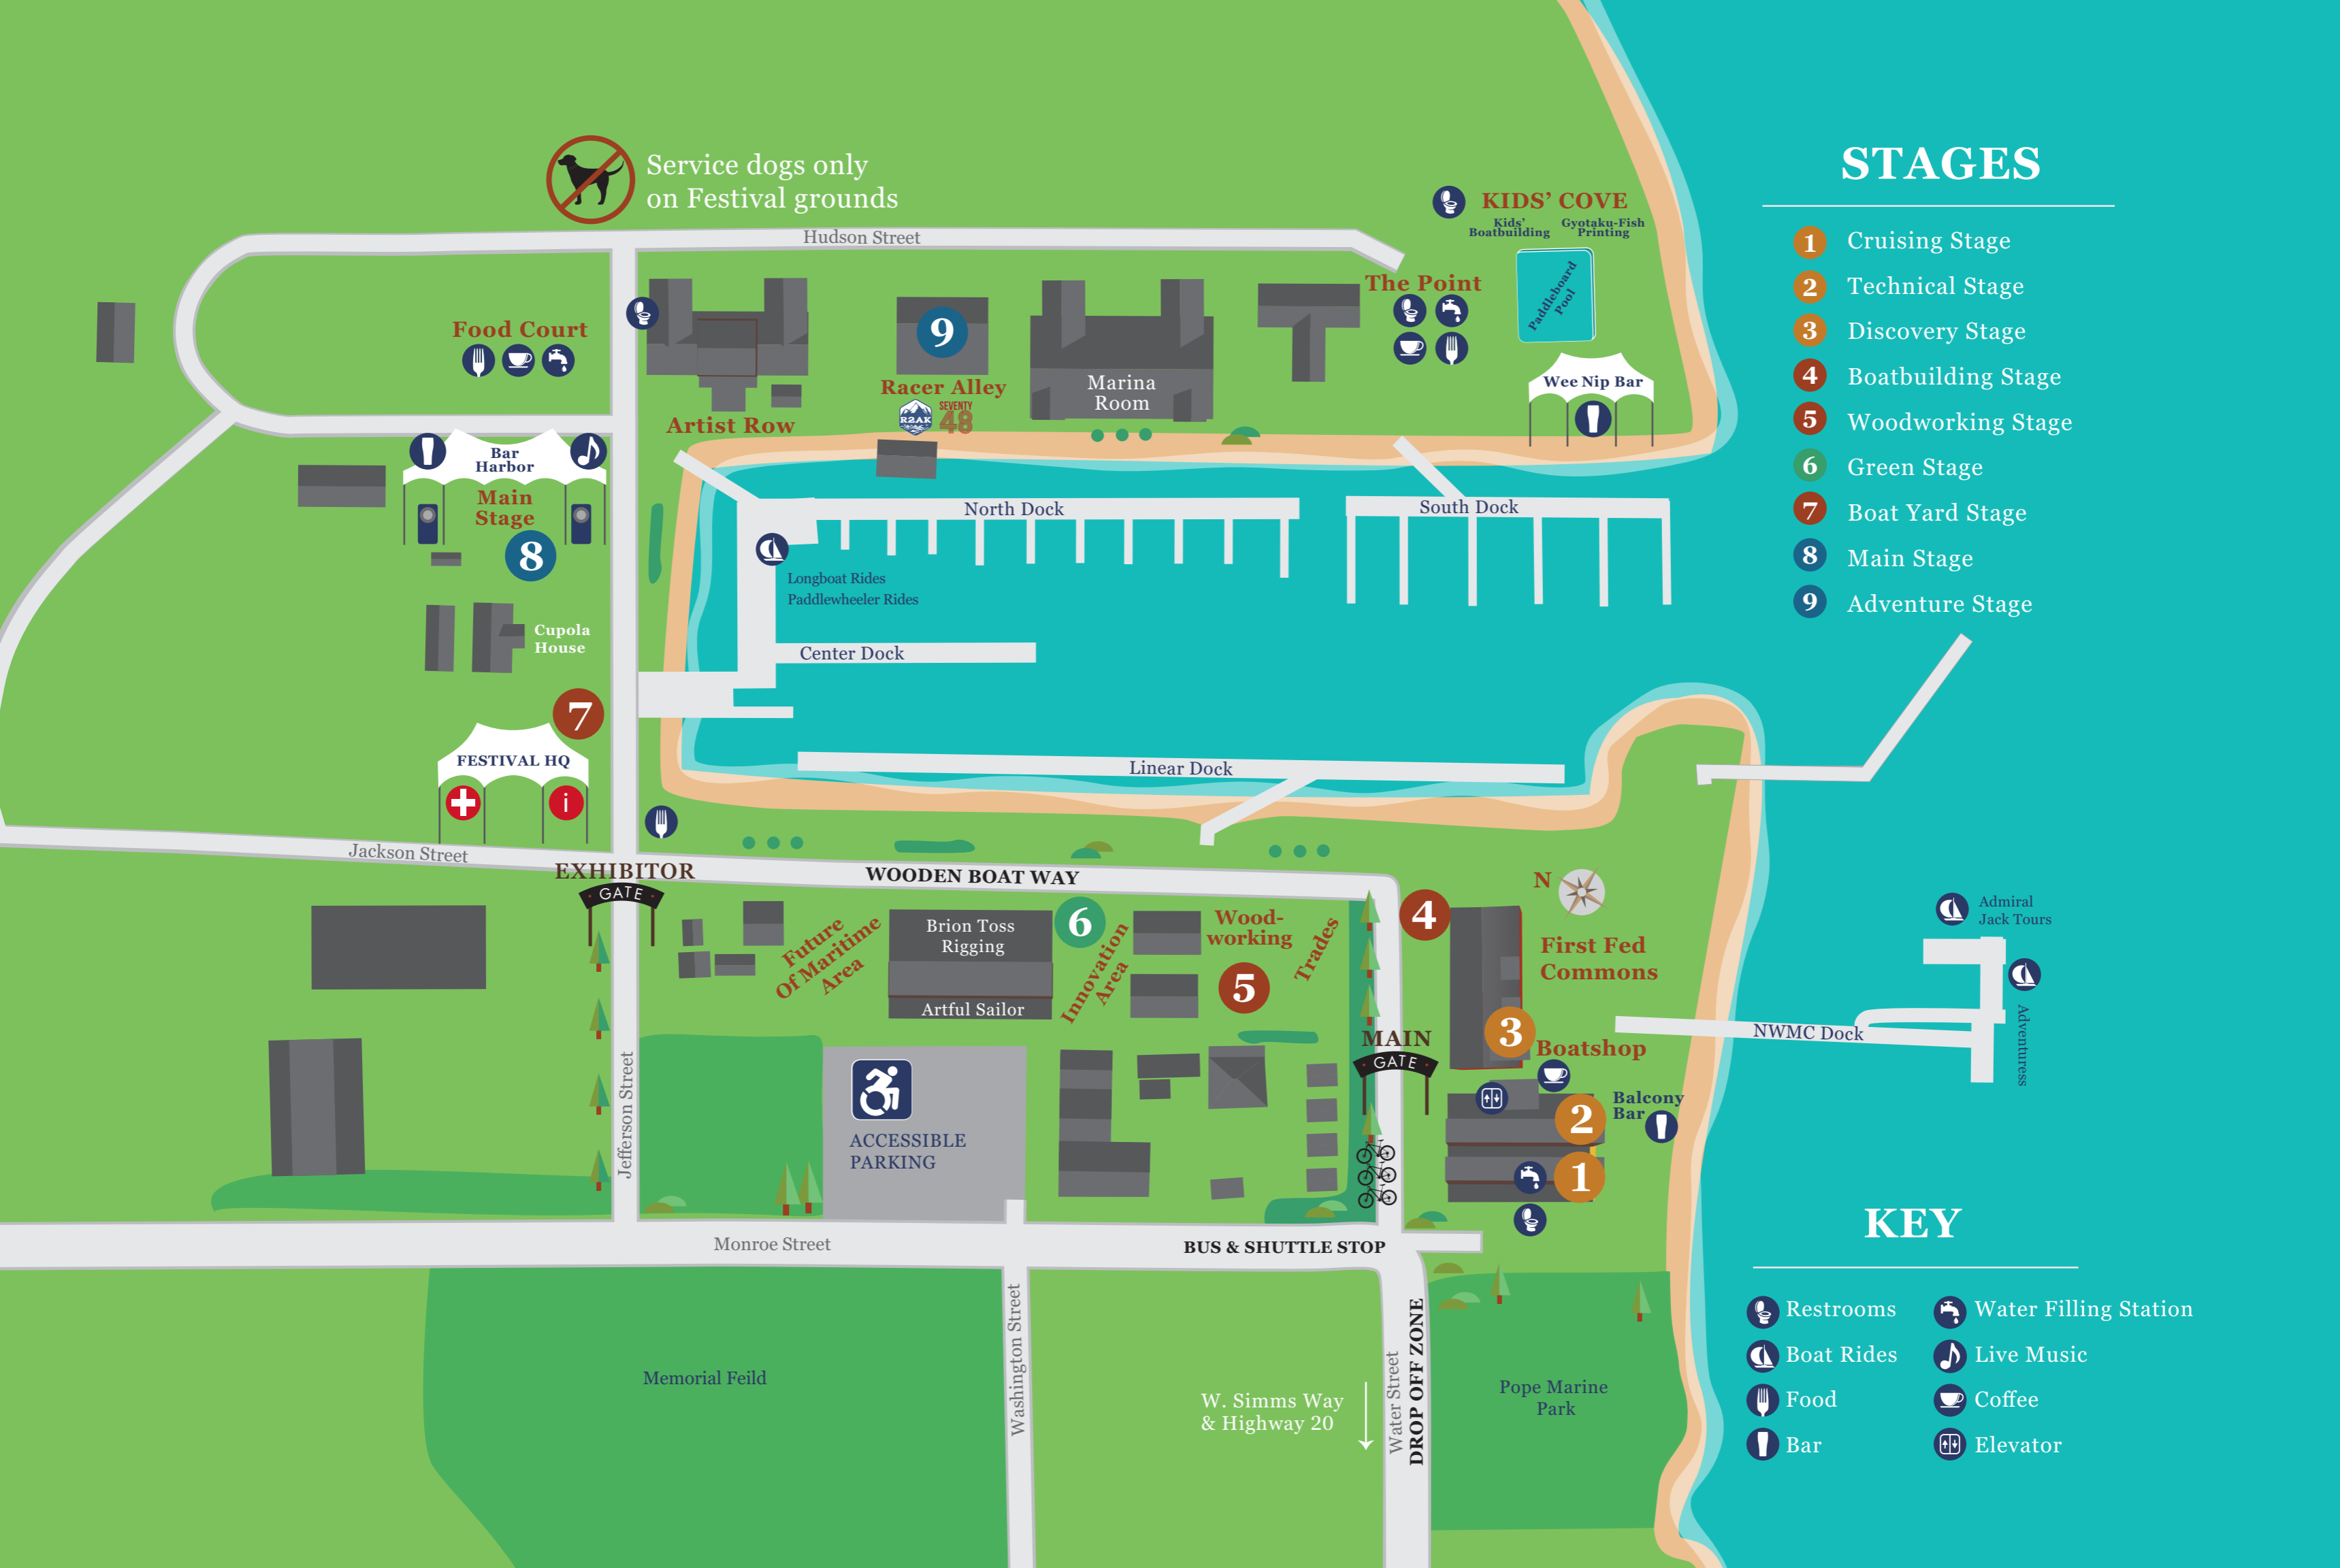 Service dogs only
on Festival grounds
Hudson Street
KIDS’ COVE
Kids’
Boatbuilding
Gyotaku-Fish
Printing
Paddleboard
Pool
The Point
Wee Nip Bar
Food Court
9
Racer Alley
R2AK
SEVENTY
48
Marina
Room
Artist Row
Bar
Harbor
Main
Stage
8
North Dock
South Dock
Longboat Rides
Paddlewheeler Rides
Center Dock
Cupola
House
7
FESTIVAL HQ
i
Linear Dock
Jackson Street
EXHIBITOR
GATE
WOODEN BOAT WAY
Future
Of Maritime
Area
Brion Toss
Rigging
Artful Sailor
6
Innovation
Area
Wood-
working
5
Trades
4
N
First Fed
Commons
3
Boatshop
MAIN
GATE
2
Balcony
Bar
1
Jefferson Street
ACCESSIBLE
PARKING
Monroe Street
BUS & SHUTTLE STOP
Memorial Feild
Washington Street
W. Simms Way
& Highway 20
Water Street
DROP OFF ZONE
Pope Marine
Park
Admiral
Jack Tours
Adventuress
NWMC Dock
STAGES
1 Cruising Stage
2 Technical Stage
3 Discovery Stage
4 Boatbuilding Stage
5 Woodworking Stage
6 Green Stage
7 Boat Yard Stage
8 Main Stage
9 Adventure Stage
KEY
Restrooms
Boat Rides
Food
Bar
Water Filling Station
Live Music
Coffee
Elevator